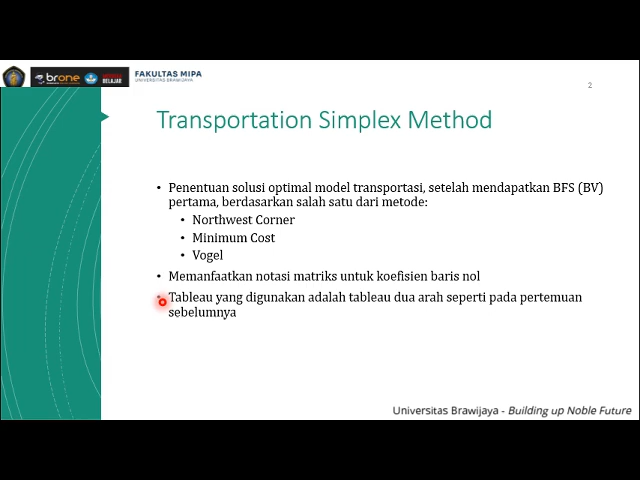 brone
BELAJAR
FAKULTAS MIPA
UNIVERSITAS BRAWIJAYA
2
Transportation Simplex Method
• Penentuan solusi optimal model transportasi, setelah mendapatkan BFS (BV)
pertama, berdasarkan salah satu dari metode:
• Northwest Corner
• Minimum Cost
• Vogel
• Memanfaatkan notasi matriks untuk koefisien baris nol
• Tableau yang digunakan adalah tableau dua arah seperti pada pertemuan
sebelumnya
Universitas Brawijaya - Building up Noble Future